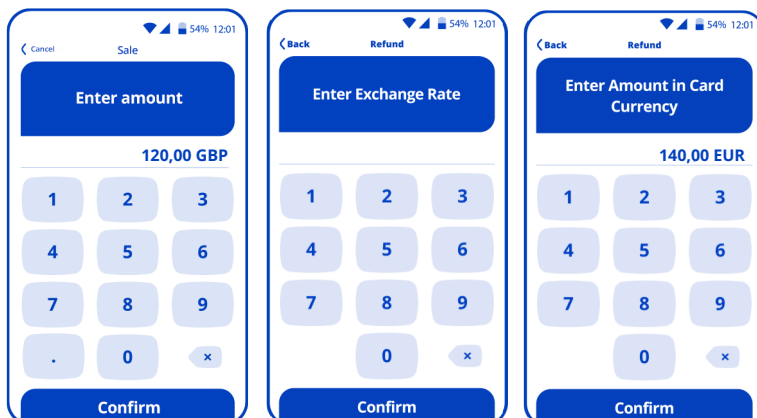 54% 12:01
Cancel Sale
Enter amount
120,00 GBP
1 2 3
4 5 6
7 8 9
. 0 ×
Confirm
54% 12:01
Back Refund
Enter Exchange Rate
1 2 3
4 5 6
7 8 9
0 ×
Confirm
54% 12:01
Back Refund
Enter Amount in Card
Currency
140,00 EUR
1 2 3
4 5 6
7 8 9
0 ×
Confirm